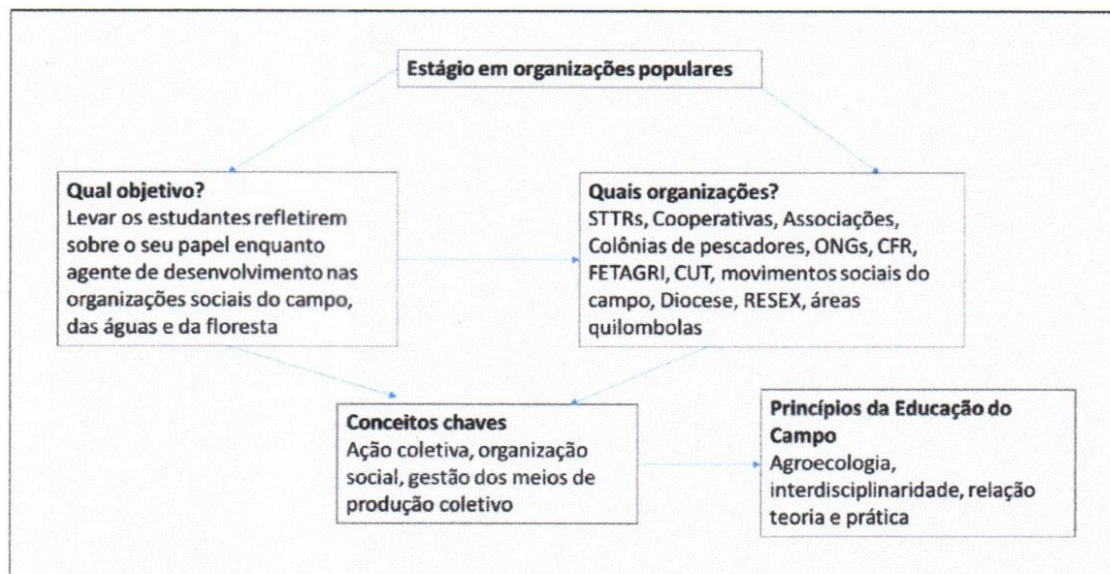 Estágio em organizações populares
Qual objetivo?
Levar os estudantes refletirem
sobre o seu papel enquanto
agente de desenvolvimento nas
organizações sociais do campo,
das águas e da floresta
Quais organizações?
STTRs, Cooperativas, Associações,
Colônias de pescadores, ONGs, CFR,
FETAGRI, CUT, movimentos sociais do
campo, Diocese, RESEX, áreas
quilombolas
Conceitos chaves
Ação coletiva, organização
social, gestão dos meios de
produção coletivo
Princípios da Educação do
Campo
Agroecologia,
interdisciplinaridade, relação
teoria e prática